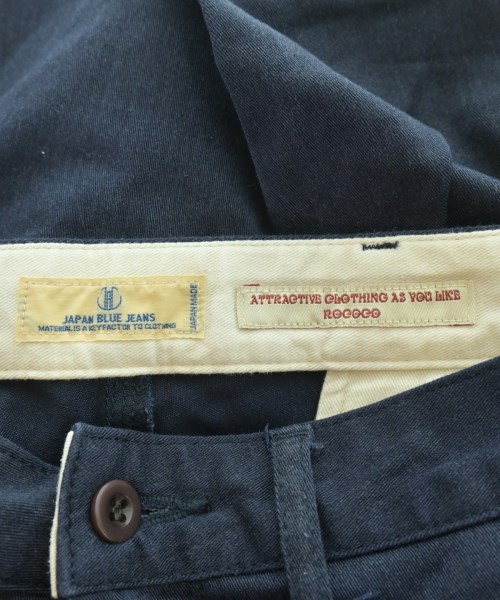 JAPAN BLUE JEANS
MATERIAL IS A KEY FACTOR TO CLOTHING
JAPAN MADE
ATTRACTIVE CLOTHING AS YOU LIKE
ROCOCO